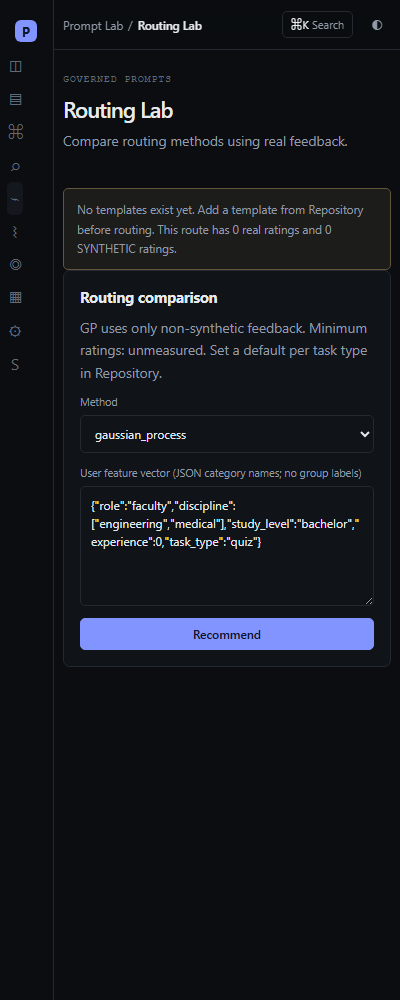 P
Prompt Lab / Routing Lab
⌘K Search
GOVERNED PROMPTS
Routing Lab
Compare routing methods using real feedback.
No templates exist yet. Add a template from Repository
before routing. This route has 0 real ratings and 0
SYNTHETIC ratings.
Routing comparison
GP uses only non-synthetic feedback. Minimum
ratings: unmeasured. Set a default per task type
in Repository.
Method
gaussian_process
User feature vector (JSON category names; no group labels)
{"role":"faculty","discipline":
["engineering","medical"],"study_level":"bachelor","
experience":0,"task_type":"quiz"}
Recommend
S